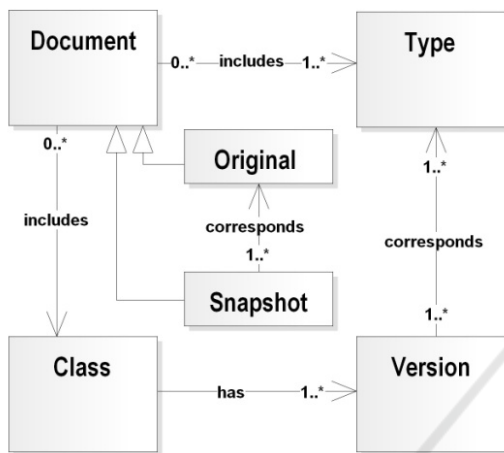 Document
Type
0..* includes 1..*
0..*
Original
1..*
includes
corresponds
corresponds
1..*
Snapshot
1..*
Class
Version
has 1..*